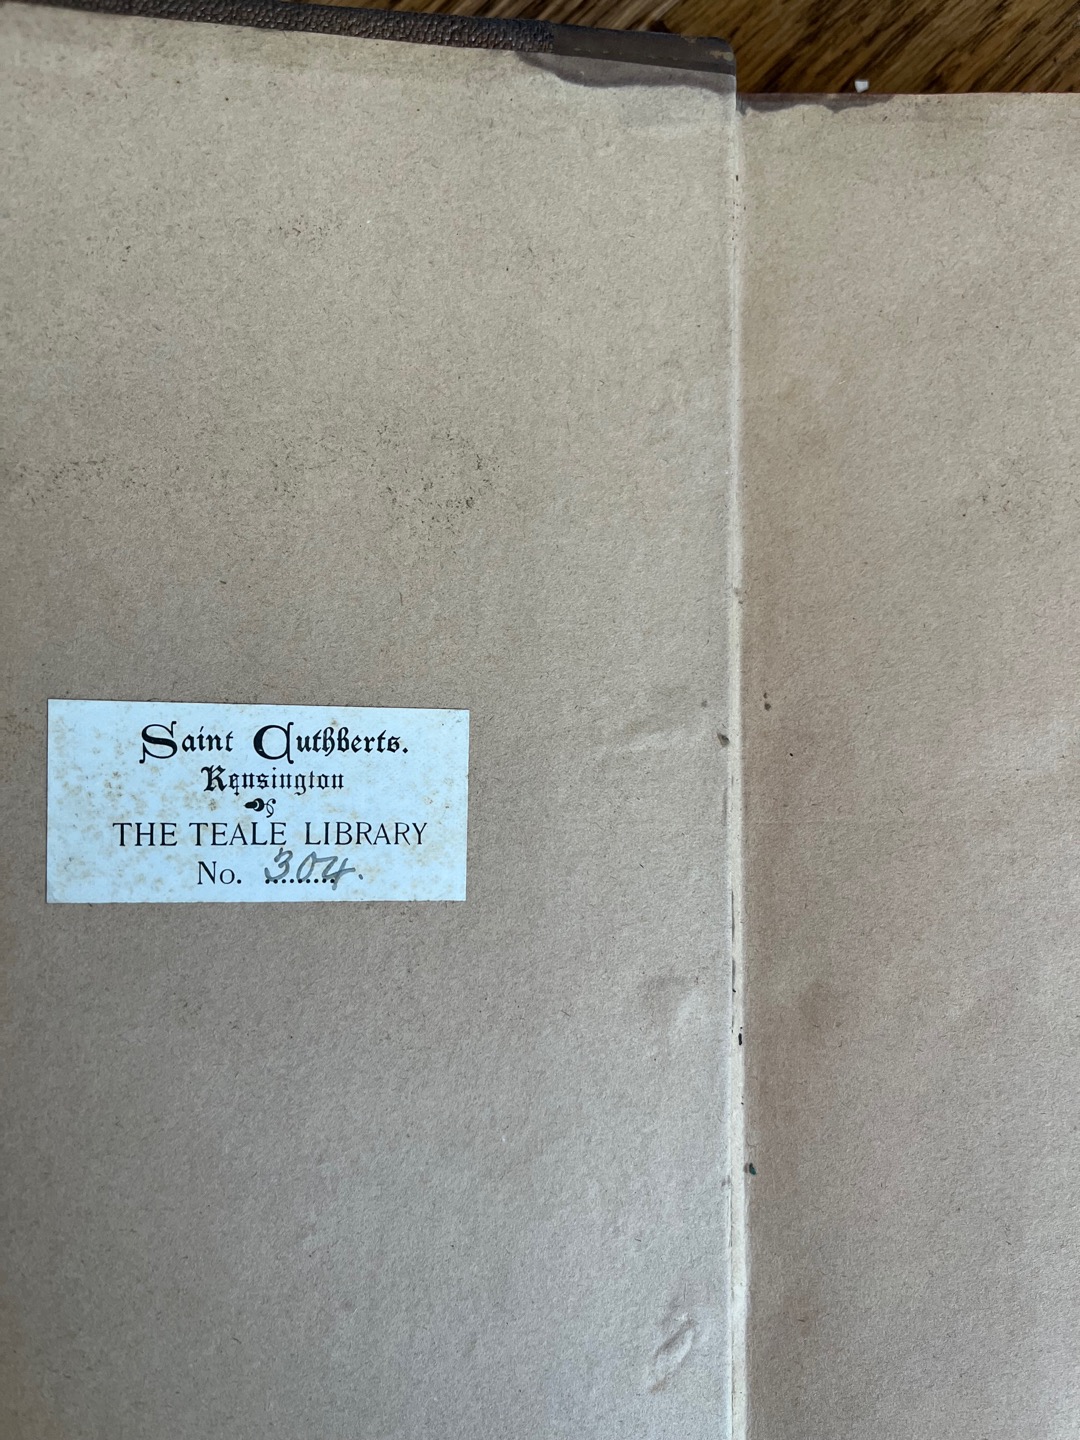 Saint Cuthberts.
Kensington
THE TEALE LIBRARY
No. 304.